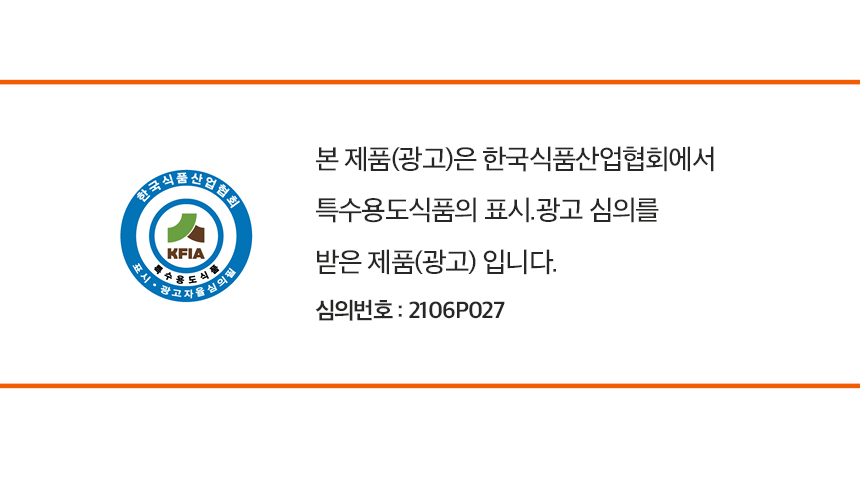 한국식품산업협회
KFIA
특수용도식품
표시·광고자율심의필
본 제품(광고)은 한국식품산업협회에서
특수용도식품의 표시.광고 심의를
받은 제품(광고) 입니다.
심의번호 : 2106P027